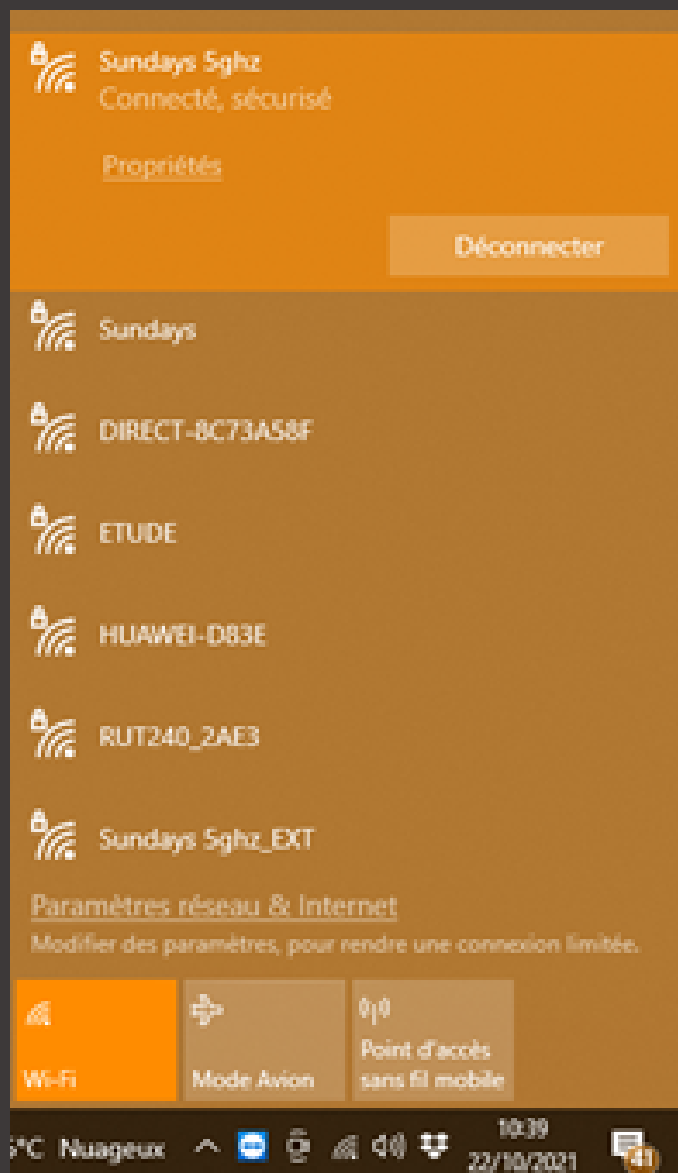 Sundays 5ghz
Connecté, sécurisé
Propriétés
Déconnecter
Sundays
DIRECT-8C73A58F
ETUDE
HUAWEI-D83E
RUT240_2AE3
Sundays 5ghz_EXT
Paramètres réseau & Internet
Modifier des paramètres, pour rendre une connexion limitée.
Wi-Fi
Mode Avion
Point d'accès
sans fil mobile
°C Nuageux
10:39
22/10/2021
41